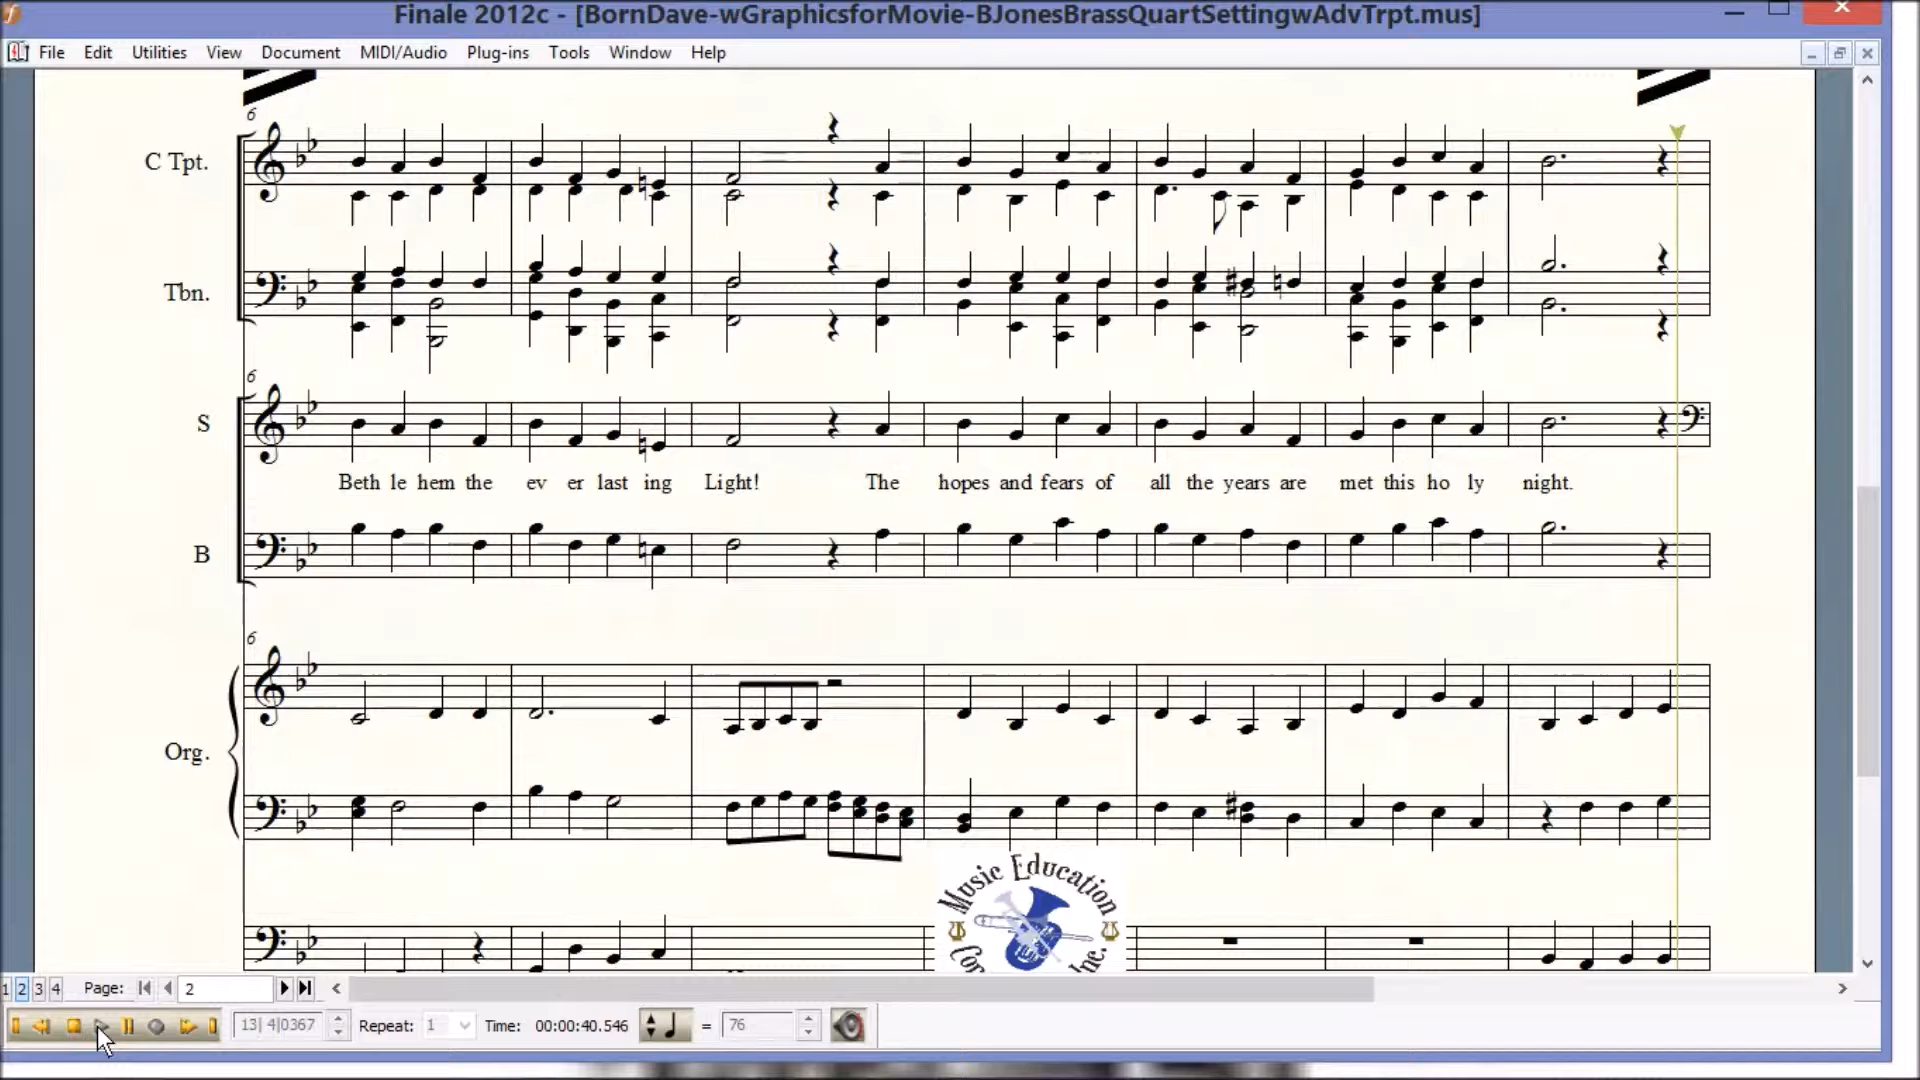 Finale 2012c - [BornDave-wGraphicsforMovie-BJonesBrassQuartSettingwAdvTrpt.mus]
File Edit Utilities View Document MIDI/Audio Plug-ins Tools Window Help
6
C Tpt.
Tbn.
6
S
Beth le hem the ev er last ing Light! The hopes and fears of all the years are met this ho ly night.
B
6
Org.
Music Education
Inc.
1 2 3 4 Page: 2
13| 4|0367 Repeat: 1 Time: 00:00:40.546 = 76